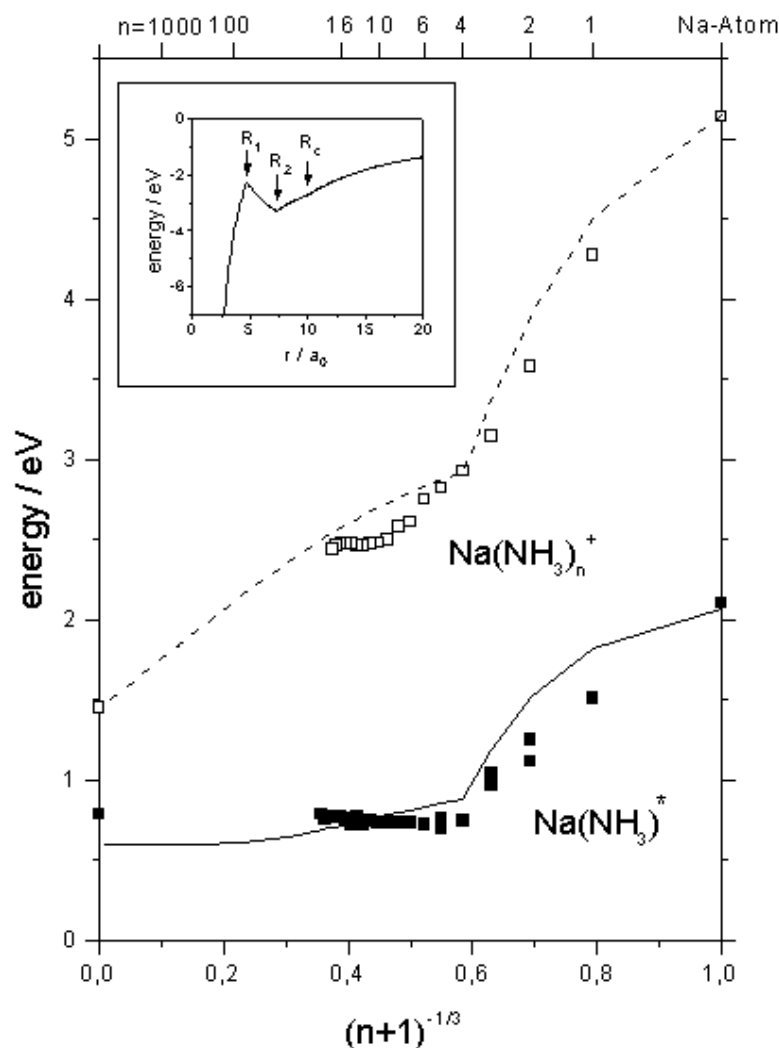 n=1000 100 16 10 6 4 2 1 Na-Atom
5
4
3
2
1
0
energy / eV
0
-2
-4
-6
energy / eV
R1
R2
Rc
0 5 10 15 20
r / a0
Na(NH3)n+
Na(NH3)*
0,0 0,2 0,4 0,6 0,8 1,0
(n+1)-1/3